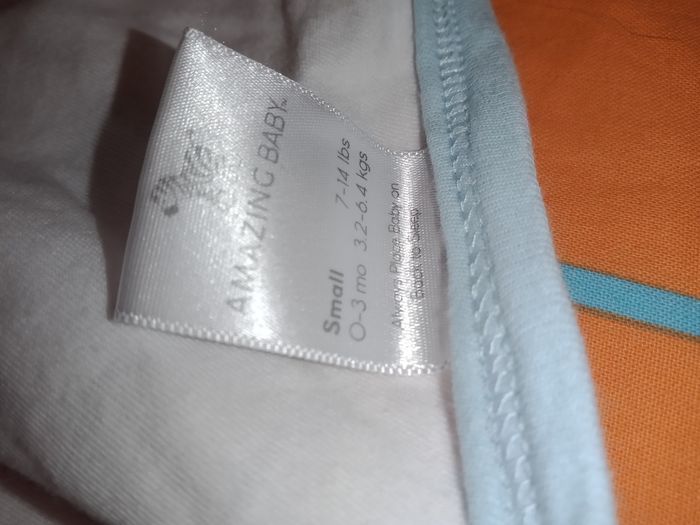 AMAZING BABY™
Small 7-14 lbs
0-3 mo 3.2-6.4 kgs
Always Place Baby on
Back to Sleep